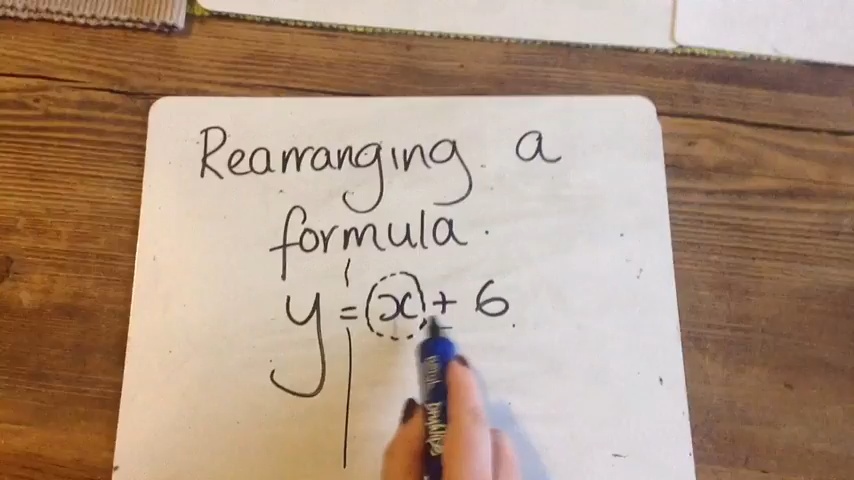 Rearranging a
formula.
y = x + 6